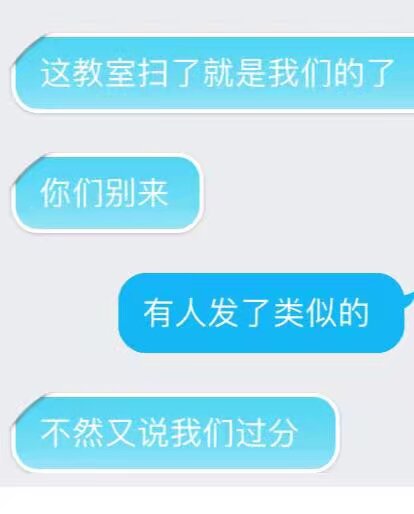 这教室扫了就是我们的了
你们别来
有人发了类似的
不然又说我们过分